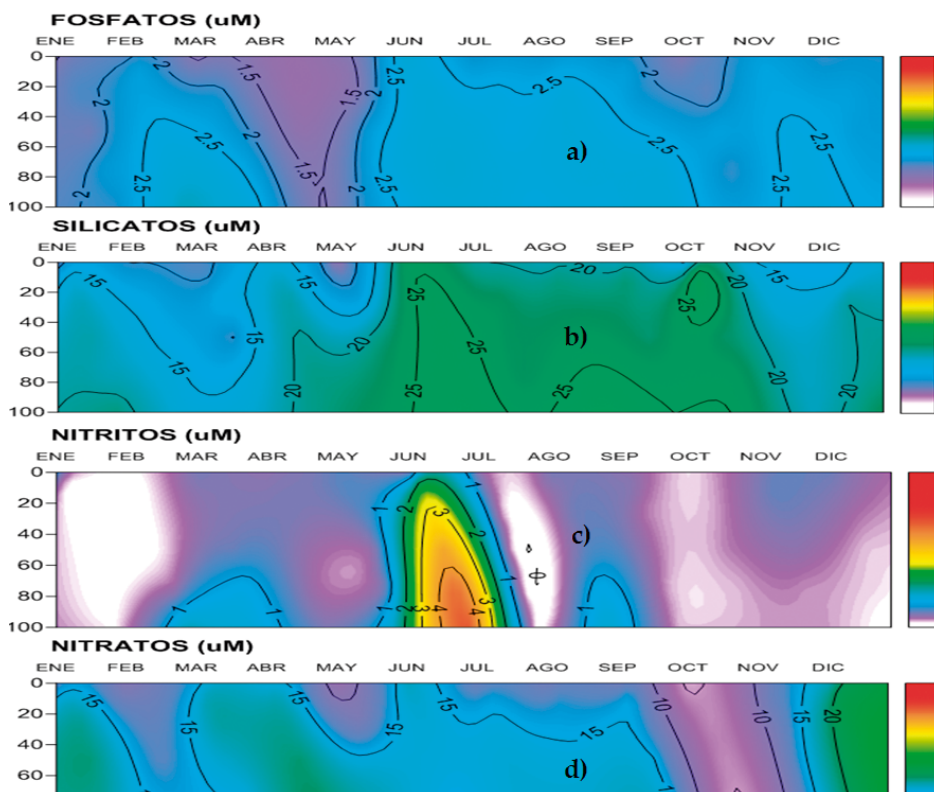 FOSFATOS (uM)
ENE FEB MAR ABR MAY JUN JUL AGO SEP OCT NOV DIC
0
20
40
60
80
100
2 2 2 2.5 2.5 1.5 2 1.5 1.5 2 2 2.5 2.5 2.5 2 2.5 2.5 2.5
a)
SILICATOS (uM)
ENE FEB MAR ABR MAY JUN JUL AGO SEP OCT NOV DIC
0
20
40
60
80
100
15 15 15 20 15 20 25 25 25 20 25 25 20 20 15 20
b)
NITRITOS (uM)
ENE FEB MAR ABR MAY JUN JUL AGO SEP OCT NOV DIC
0
20
40
60
80
100
1 1 1 1 2 2 3 3 4 4 3 2 1 1 0 1
c)
NITRATOS (uM)
ENE FEB MAR ABR MAY JUN JUL AGO SEP OCT NOV DIC
0
20
40
60
15 15 15 15 15 15 10 10 15 20
d)